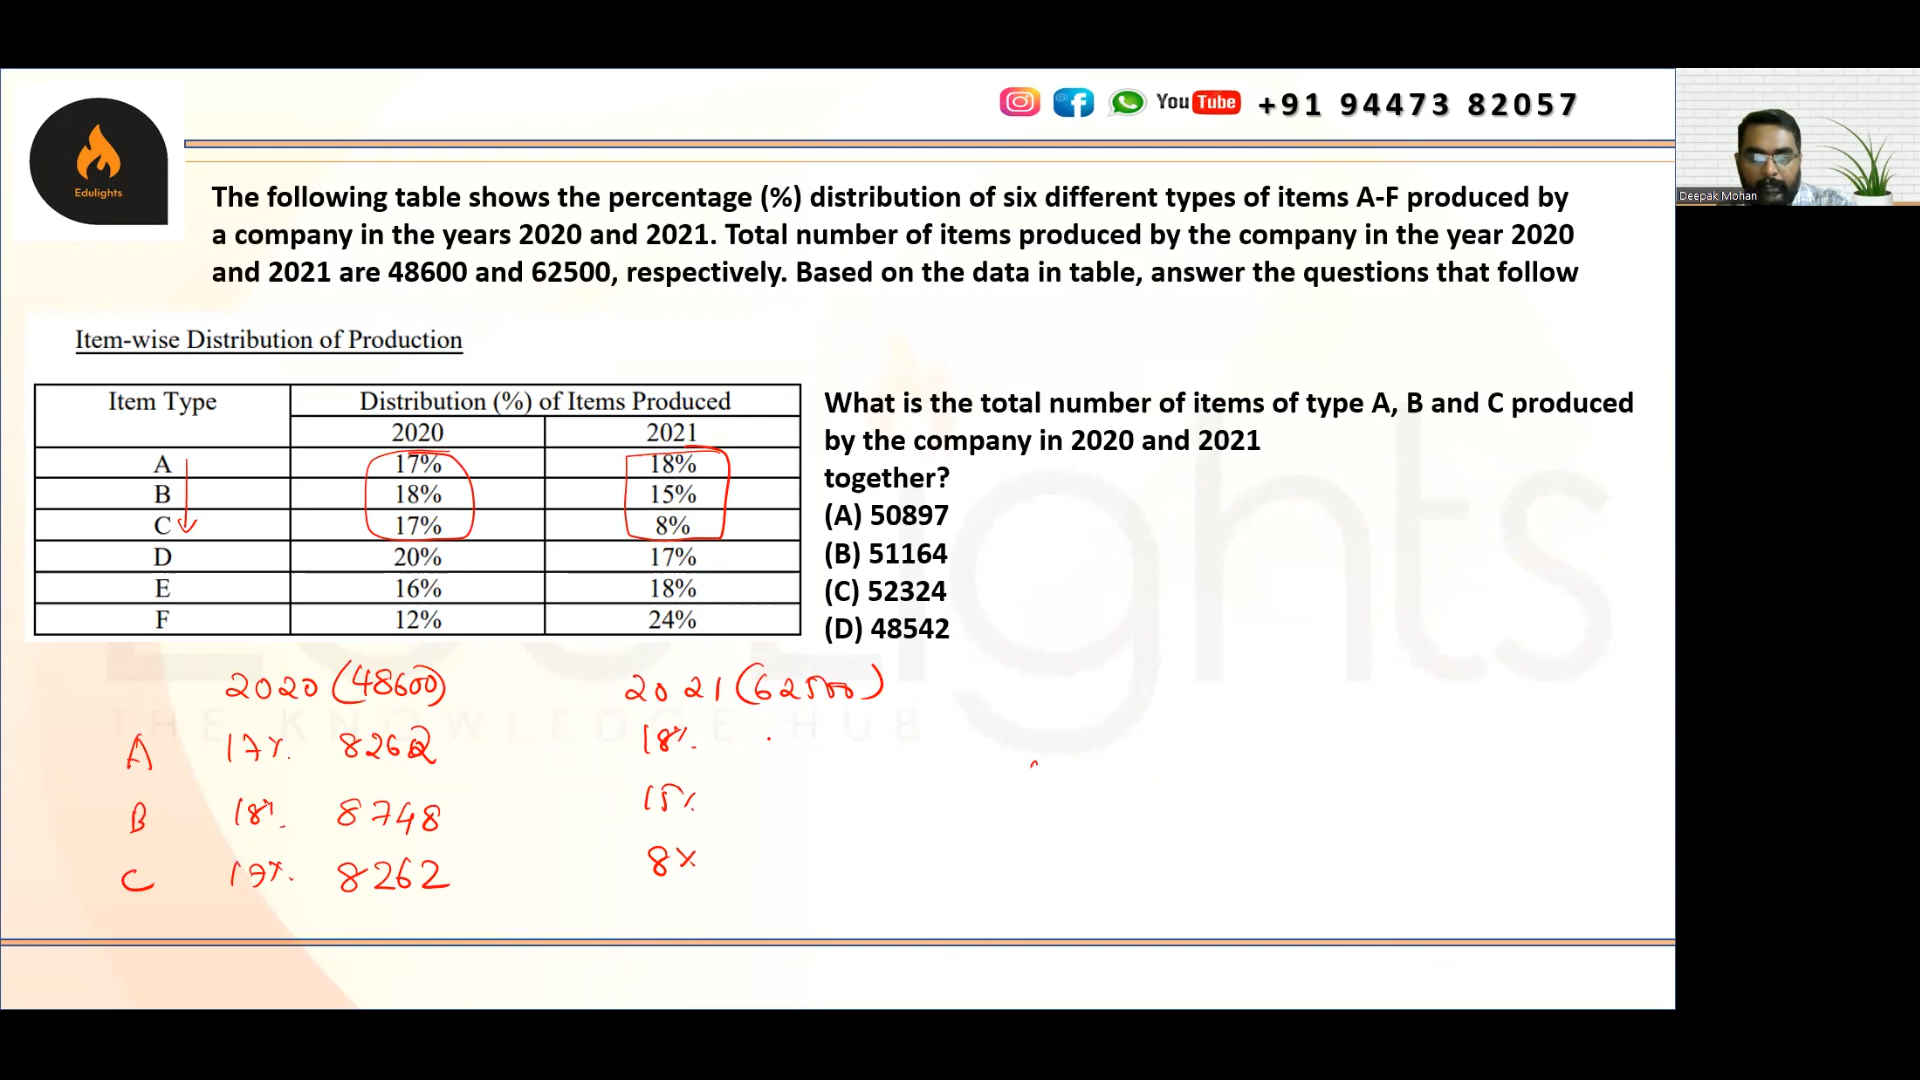 You Tube +91 94473 82057
Edulights
Deepak Mohan
The following table shows the percentage (%) distribution of six different types of items A-F produced by
a company in the years 2020 and 2021. Total number of items produced by the company in the year 2020
and 2021 are 48600 and 62500, respectively. Based on the data in table, answer the questions that follow
Item-wise Distribution of Production
Item Type Distribution (%) of Items Produced
2020 2021
A 17% 18%
B 18% 15%
C 17% 8%
D 20% 17%
E 16% 18%
F 12% 24%
What is the total number of items of type A, B and C produced
by the company in 2020 and 2021
together?
(A) 50897
(B) 51164
(C) 52324
(D) 48542
2020 (48600) 2021 (62500)
A 17% 8262 18%
B 18% 8748 15%
C 17% 8262 8%
THE KNOWLEDGE HUB